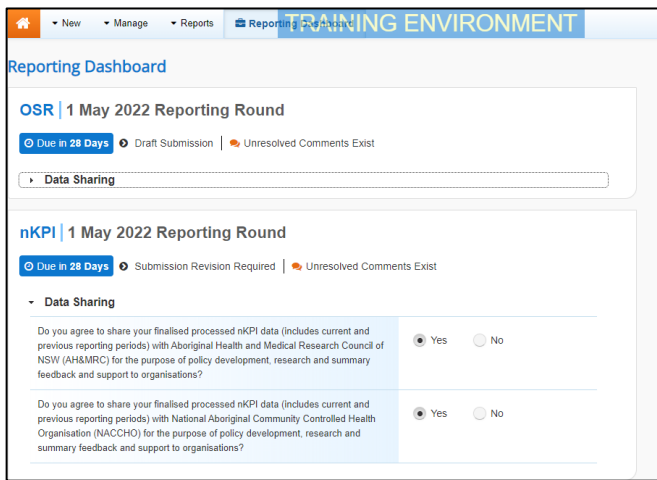 New Manage Reports Reporting Dashboard TRAINING ENVIRONMENT
Reporting Dashboard
OSR | 1 May 2022 Reporting Round
Due in 28 Days Draft Submission | Unresolved Comments Exist
Data Sharing
nKPI | 1 May 2022 Reporting Round
Due in 28 Days Submission Revision Required | Unresolved Comments Exist
Data Sharing
Do you agree to share your finalised processed nKPI data (includes current and
previous reporting periods) with Aboriginal Health and Medical Research Council of
NSW (AH&MRC) for the purpose of policy development, research and summary
feedback and support to organisations?
Yes No
Do you agree to share your finalised processed nKPI data (includes current and
previous reporting periods) with National Aboriginal Community Controlled Health
Organisation (NACCHO) for the purpose of policy development, research and
summary feedback and support to organisations?
Yes No